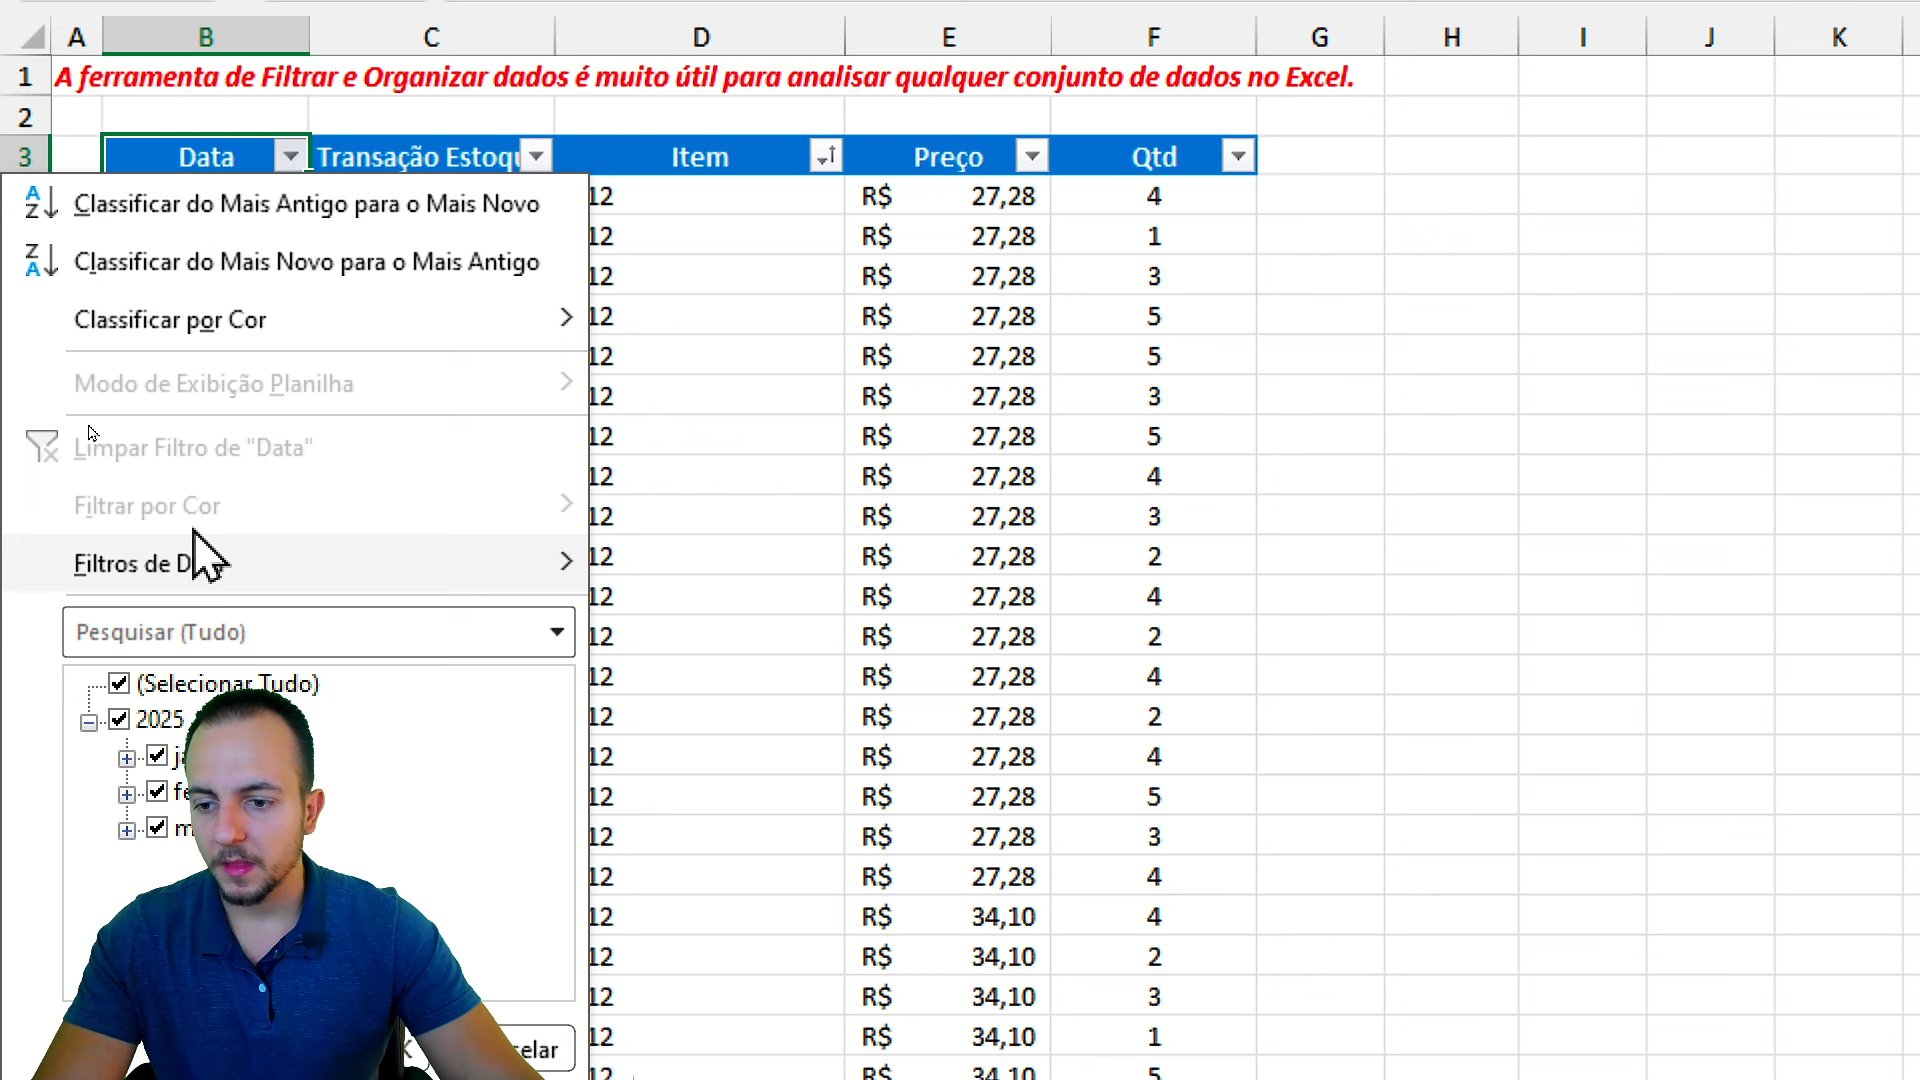 A B C D E F G H I J K
1 A ferramenta de Filtrar e Organizar dados é muito útil para analisar qualquer conjunto de dados no Excel.
2
3 Data Transação Estoqu Item Preço Qtd
Classificar do Mais Antigo para o Mais Novo
Classificar do Mais Novo para o Mais Antigo
Classificar por Cor
Modo de Exibição Planilha
Limpar Filtro de "Data"
Filtrar por Cor
Filtros de D
Pesquisar (Tudo)
(Selecionar Tudo)
2025
12 R$ 27,28 4
12 R$ 27,28 1
12 R$ 27,28 3
12 R$ 27,28 5
12 R$ 27,28 5
12 R$ 27,28 3
12 R$ 27,28 5
12 R$ 27,28 4
12 R$ 27,28 3
12 R$ 27,28 2
12 R$ 27,28 4
12 R$ 27,28 2
12 R$ 27,28 4
12 R$ 27,28 2
12 R$ 27,28 4
12 R$ 27,28 5
12 R$ 27,28 3
12 R$ 27,28 4
12 R$ 34,10 4
12 R$ 34,10 2
12 R$ 34,10 3
12 R$ 34,10 1
12 R$ 34,10 5